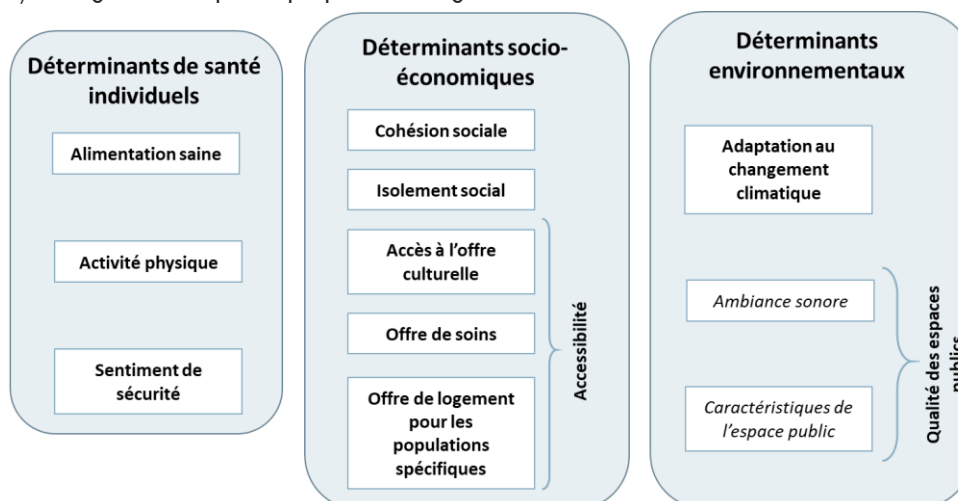 Déterminants de santé
individuels
Alimentation saine
Activité physique
Sentiment de
sécurité
Déterminants socio-
économiques
Cohésion sociale
Isolement social
Accès à l'offre
culturelle
Offre de soins
Offre de logement
pour les
populations
spécifiques
Accessibilité
Déterminants
environnementaux
Adaptation au
changement
climatique
Ambiance sonore
Caractéristiques de
l'espace public
Qualité des espaces
publics